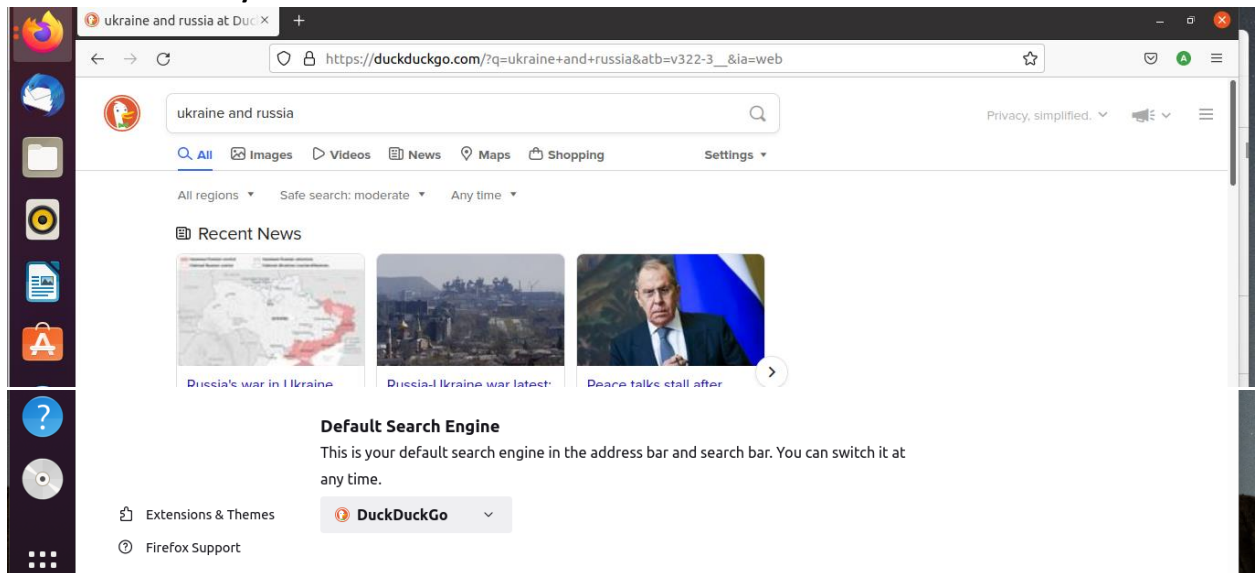 ukraine and russia at Duc
https://duckduckgo.com/?q=ukraine+and+russia&atb=v322-3__&ia=web
A
ukraine and russia
Privacy, simplified.
All Images Videos News Maps Shopping Settings
All regions Safe search: moderate Any time
Recent News
Russia's war in Ukraine Russia-Ukraine war latest: Peace talks stall after
Default Search Engine
This is your default search engine in the address bar and search bar. You can switch it at
any time.
Extensions & Themes
DuckDuckGo
Firefox Support